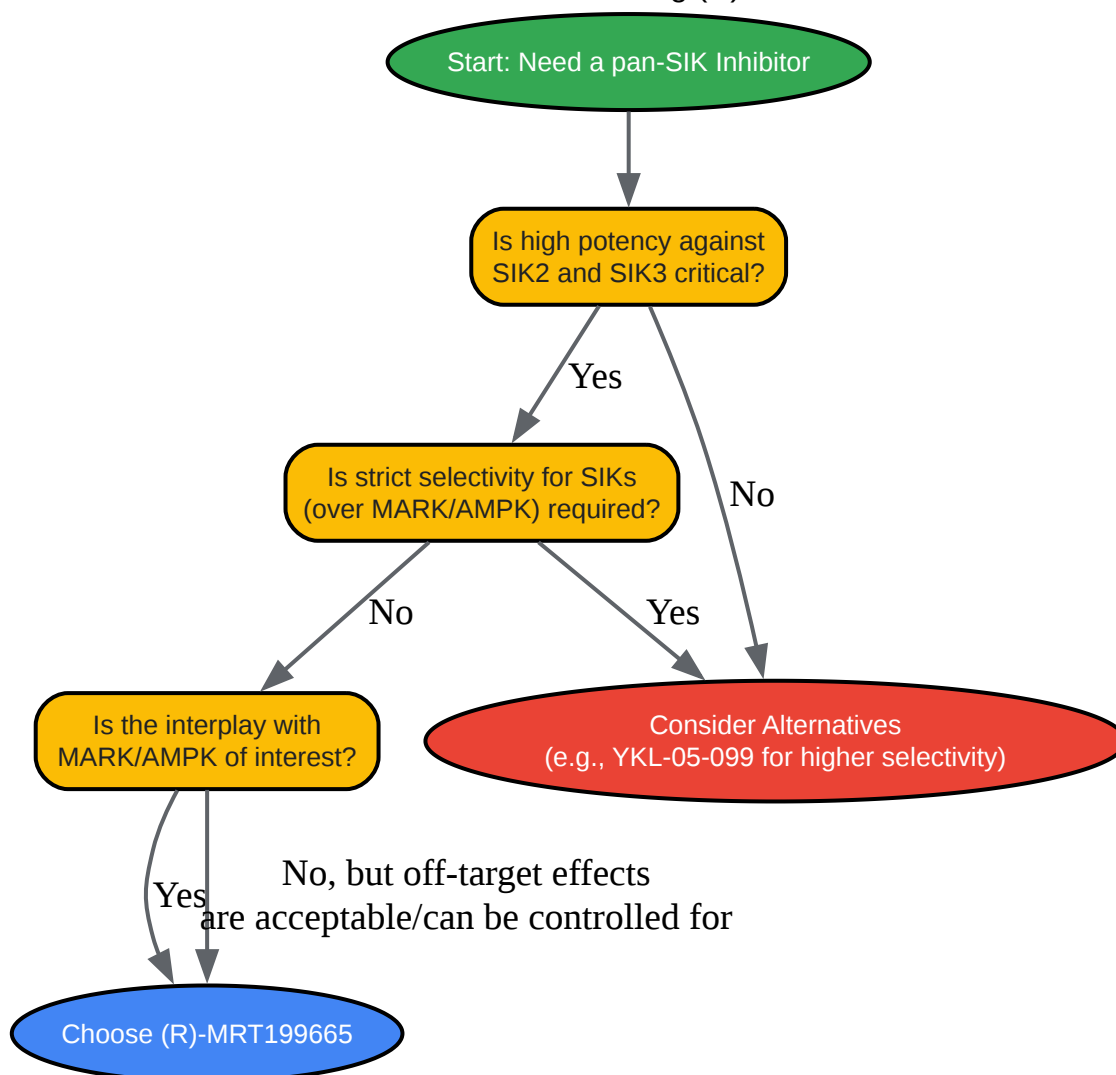 Start: Need a pan-SIK Inhibitor
Is high potency against
SIK2 and SIK3 critical?
Yes
No
Is strict selectivity for SIKs
(over MARK/AMPK) required?
No
Yes
Is the interplay with
MARK/AMPK of interest?
Consider Alternatives
(e.g., YKL-05-099 for higher selectivity)
Yes
No, but off-target effects
are acceptable/can be controlled for
Choose (R)-MRT199665